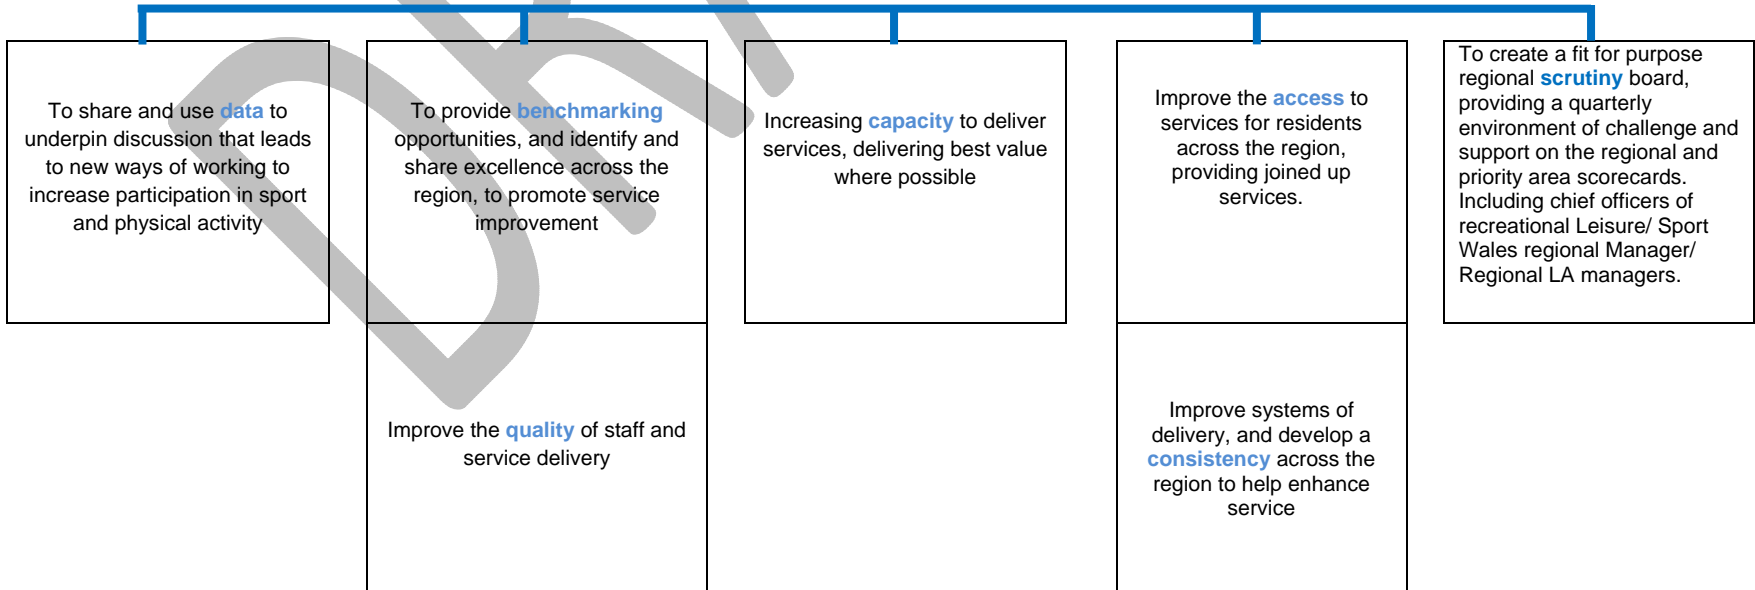 To share and use data to
underpin discussion that leads
to new ways of working to
increase participation in sport
and physical activity
To provide benchmarking
opportunities, and identify and
share excellence across the
region, to promote service
improvement
Increasing capacity to deliver
services, delivering best value
where possible
Improve the access to
services for residents
across the region,
providing joined up
services.
To create a fit for purpose
regional scrutiny board,
providing a quarterly
environment of challenge and
support on the regional and
priority area scorecards.
Including chief officers of
recreational Leisure/ Sport
Wales regional Manager/
Regional LA managers.
Improve the quality of staff and
service delivery
Improve systems of
delivery, and develop a
consistency across the
region to help enhance
service